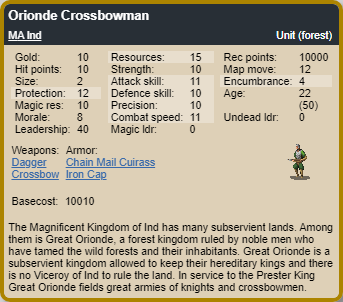 Orionde Crossbowman
MA Ind Unit (forest)
Gold: 10 Resources: 15 Rec points: 10000
Hit points: 10 Strength: 10 Map move: 12
Size: 2 Attack skill: 11 Encumbrance: 4
Protection: 12 Defence skill: 10 Age: 22
Magic res: 10 Precision: 10 (50)
Morale: 8 Combat speed: 11 Undead ldr: 0
Leadership: 40 Magic ldr: 0
Weapons: Armor:
Dagger Chain Mail Cuirass
Crossbow Iron Cap
Basecost: 10010
The Magnificent Kingdom of Ind has many subservient lands. Among
them is Great Orionde, a forest kingdom ruled by noble men who
have tamed the wild forests and their inhabitants. Great Orionde is a
subservient kingdom allowed to keep their hereditary kings and there
is no Viceroy of Ind to rule the land. In service to the Prester King
Great Orionde fields great armies of knights and crossbowmen.